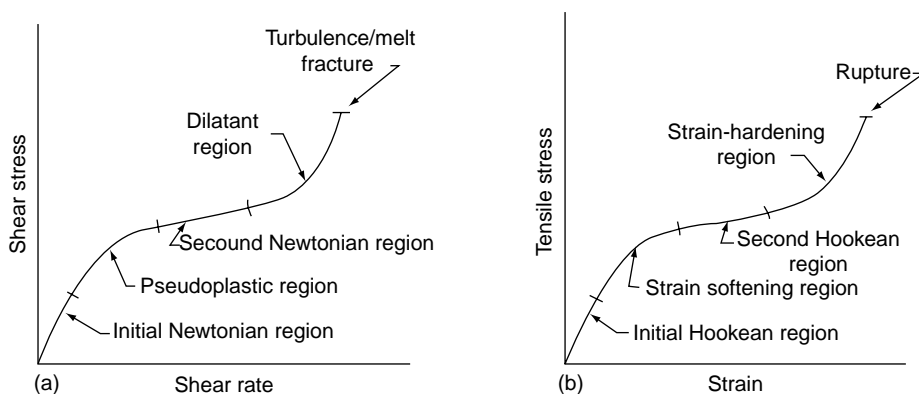 Turbulence/melt
fracture
Dilatant
region
Secound Newtonian region
Pseudoplastic region
Initial Newtonian region
Shear stress
(a)
Shear rate
Rupture
Strain-hardening
region
Second Hookean
region
Strain softening region
Initial Hookean region
Tensile stress
(b)
Strain